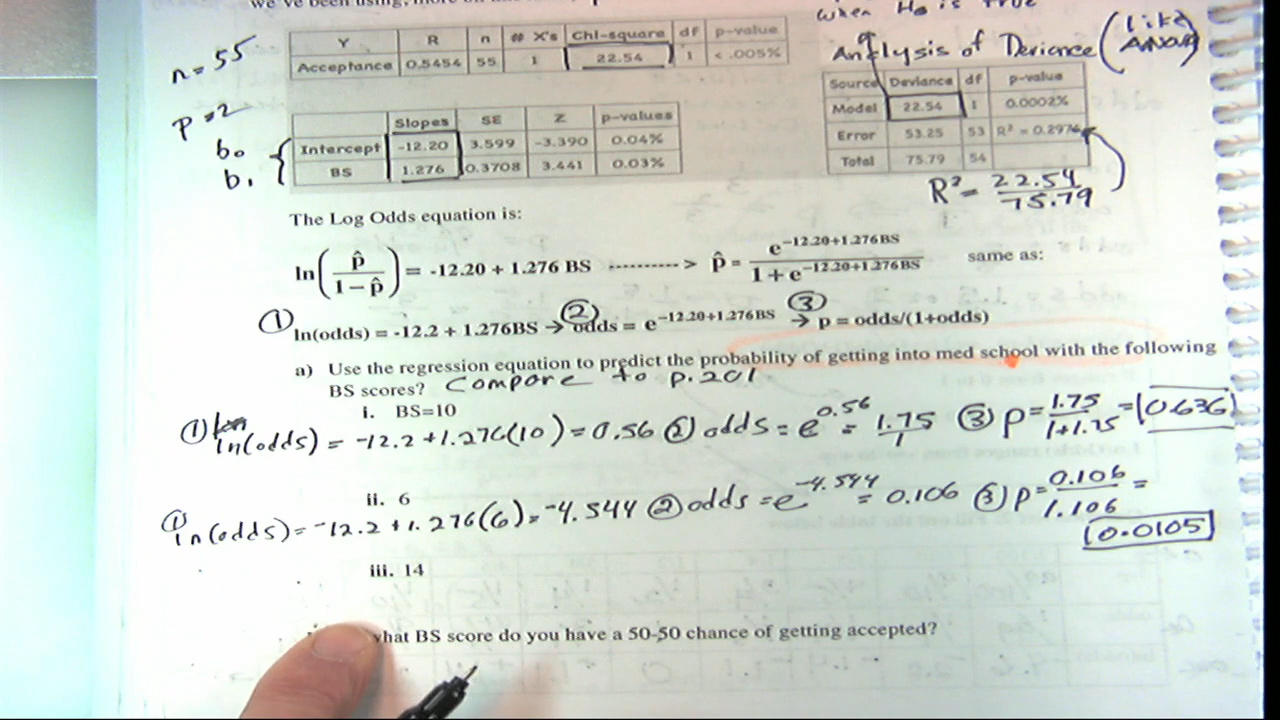 when Ho is true
Analysis of Deviance (like ANOVA)
n = 55
p = 2
Y R n # X's Chi-square df p-value
Acceptance 0.5454 55 1 22.54 1 < .005%
Source Deviance df p-value
Model 22.54 1 0.0002%
Error 53.25 53 R² = 0.2974
Total 75.79 54
R² = 22.54 / 75.79
Slopes SE Z p-values
b₀ Intercept -12.20 3.599 -3.390 0.04%
b₁ BS 1.276 0.3708 3.441 0.03%
The Log Odds equation is:
ln(p̂ / 1 - p̂) = -12.20 + 1.276 BS ----------> p̂ = e^(-12.20+1.276BS) / 1 + e^(-12.20+1.276BS) same as:
① ln(odds) = -12.2 + 1.276BS → ② odds = e^(-12.20+1.276BS) ③ → p = odds/(1+odds)
a) Use the regression equation to predict the probability of getting into med school with the following
BS scores? Compare to p.201.
i. BS=10
① ln(odds) = -12.2 + 1.276(10) = 0.56 ② odds = e^0.56 = 1.75 / 1 ③ p = 1.75 / 1+1.75 = 0.636
ii. 6
① ln(odds) = -12.2 + 1.276(6) = -4.544 ② odds = e^-4.544 = 0.106 ③ p = 0.106 / 1.106 =
0.0105
iii. 14
what BS score do you have a 50-50 chance of getting accepted?